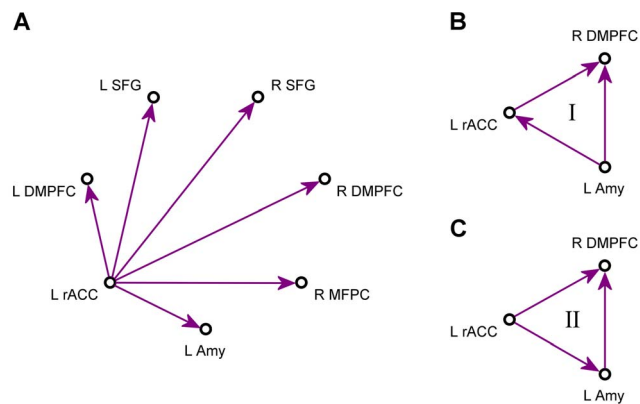 A
L SFG
R SFG
L DMPFC
R DMPFC
L rACC
R MFPC
L Amy
B
R DMPFC
L rACC
I
L Amy
C
R DMPFC
L rACC
II
L Amy